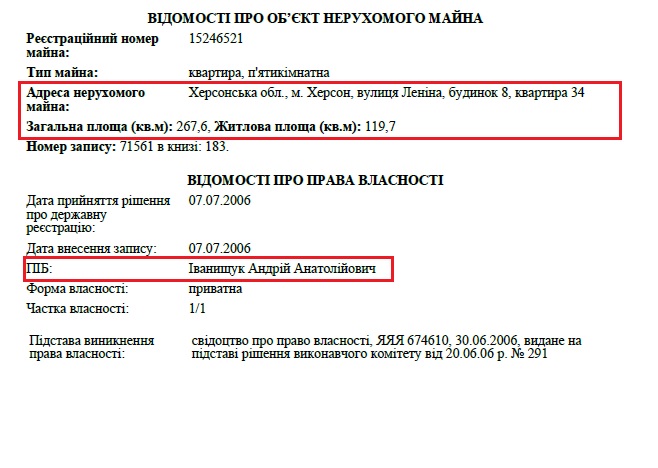 ВІДОМОСТІ ПРО ОБ’ЄКТ НЕРУХОМОГО МАЙНА
Реєстраційний номер майна: 15246521
Тип майна: квартира, п'ятикімнатна
Адреса нерухомого майна: Херсонська обл., м. Херсон, вулиця Леніна, будинок 8, квартира 34
Загальна площа (кв.м): 267,6, Житлова площа (кв.м): 119,7
Номер запису: 71561 в книзі: 183.
ВІДОМОСТІ ПРО ПРАВА ВЛАСНОСТІ
Дата прийняття рішення про державну реєстрацію: 07.07.2006
Дата внесення запису: 07.07.2006
ПІБ: Іванищук Андрій Анатолійович
Форма власності: приватна
Частка власності: 1/1
Підстава виникнення права власності: свідоцтво про право власності, ЯЯЯ 674610, 30.06.2006, видане на підставі рішення виконавчого комітету від 20.06.06 р. № 291